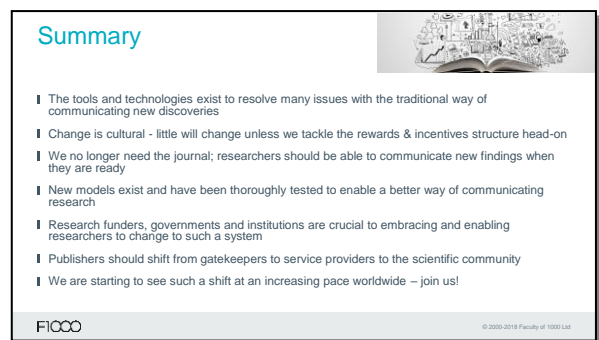 Summary
The tools and technologies exist to resolve many issues with the traditional way of
communicating new discoveries
Change is cultural - little will change unless we tackle the rewards & incentives structure head-on
We no longer need the journal; researchers should be able to communicate new findings when
they are ready
New models exist and have been thoroughly tested to enable a better way of communicating
research
Research funders, governments and institutions are crucial to embracing and enabling
researchers to change to such a system
Publishers should shift from gatekeepers to service providers to the scientific community
We are starting to see such a shift at an increasing pace worldwide – join us!
F1000
© 2000-2018 Faculty of 1000 Ltd